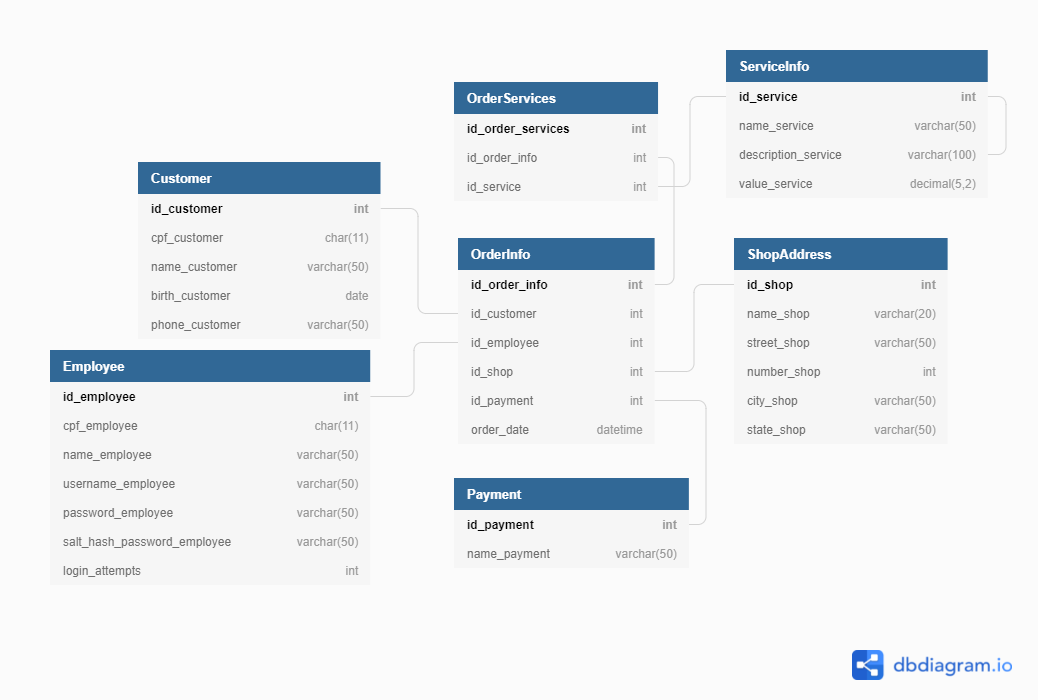 ServiceInfo
id_service int
name_service varchar(50)
description_service varchar(100)
value_service decimal(5,2)
OrderServices
id_order_services int
id_order_info int
id_service int
Customer
id_customer int
cpf_customer char(11)
name_customer varchar(50)
birth_customer date
phone_customer varchar(50)
OrderInfo
id_order_info int
id_customer int
id_employee int
id_shop int
id_payment int
order_date datetime
ShopAddress
id_shop int
name_shop varchar(20)
street_shop varchar(50)
number_shop int
city_shop varchar(50)
state_shop varchar(50)
Employee
id_employee int
cpf_employee char(11)
name_employee varchar(50)
username_employee varchar(50)
password_employee varchar(50)
salt_hash_password_employee varchar(50)
login_attempts int
Payment
id_payment int
name_payment varchar(50)
dbdiagram.io